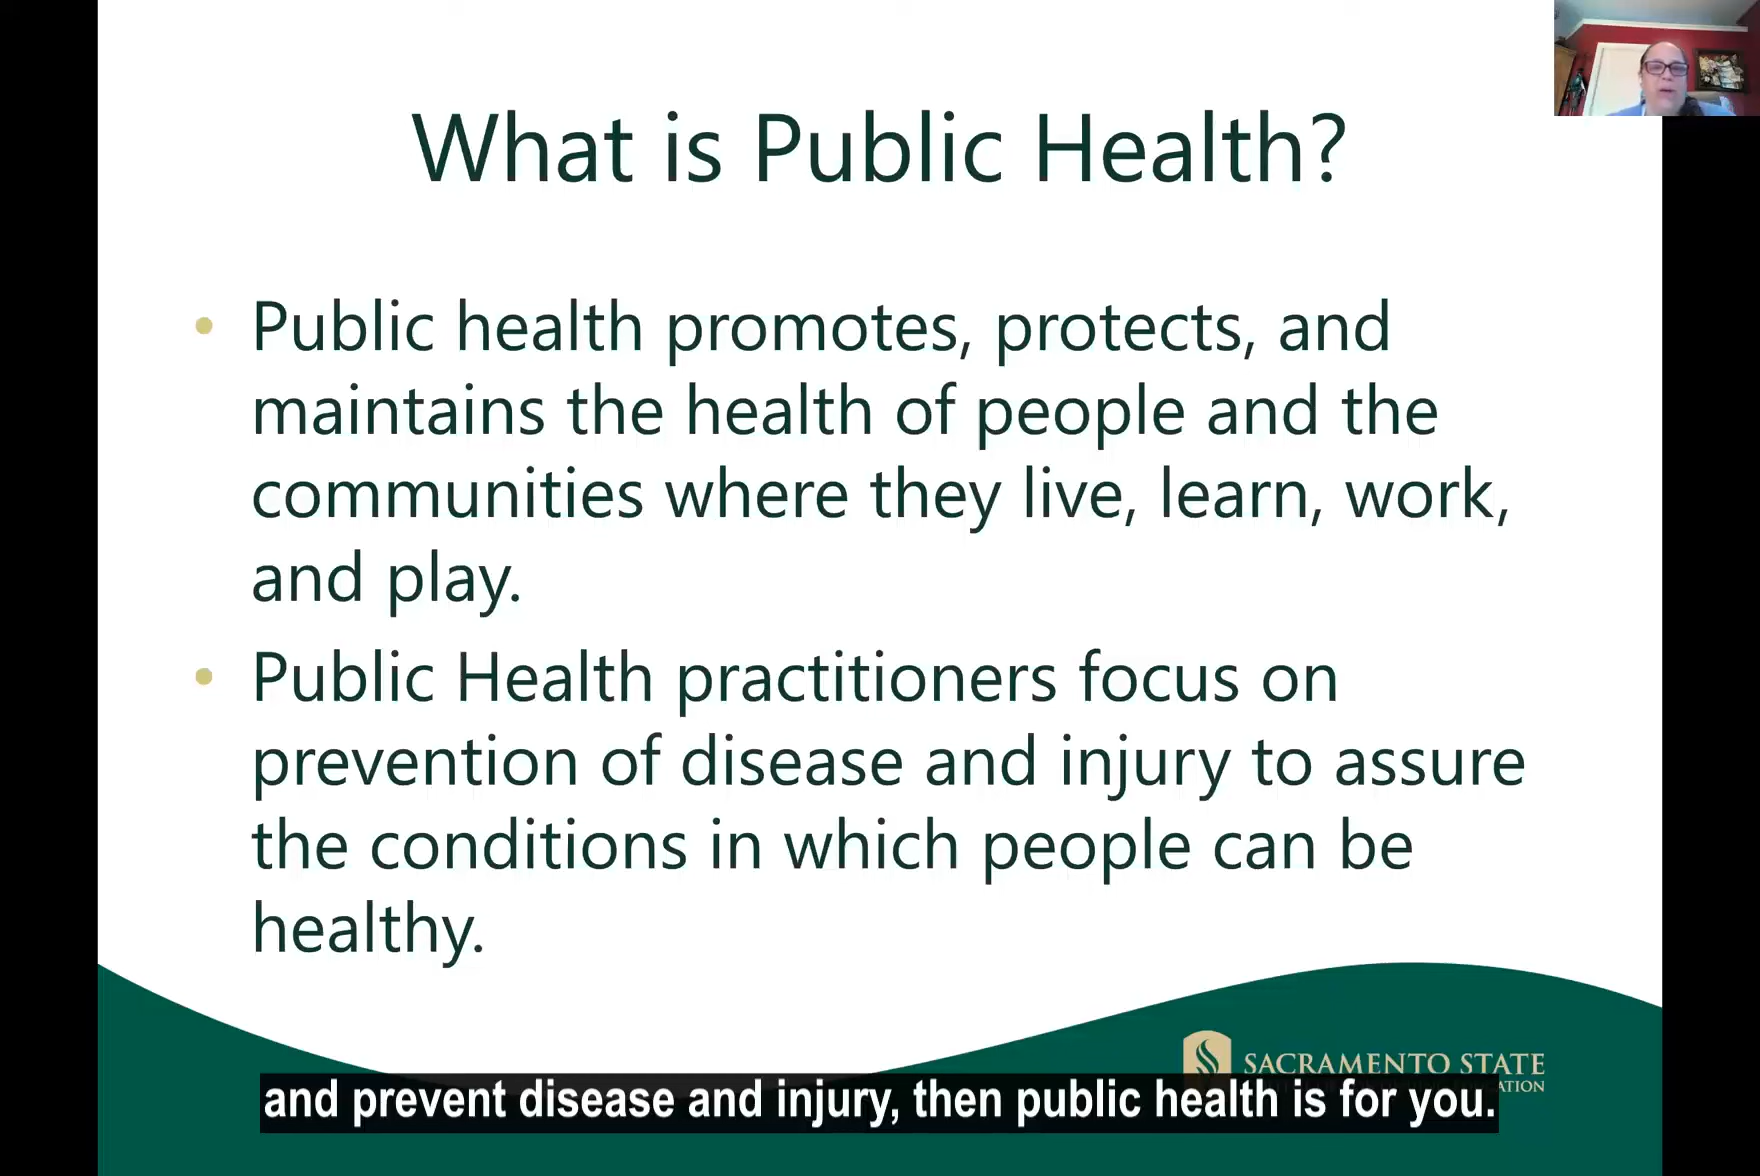 What is Public Health?
• Public health promotes, protects, and
maintains the health of people and the
communities where they live, learn, work,
and play.
• Public Health practitioners focus on
prevention of disease and injury to assure
the conditions in which people can be
healthy.
SACRAMENTO STATE
and prevent disease and injury, then public health is for you.